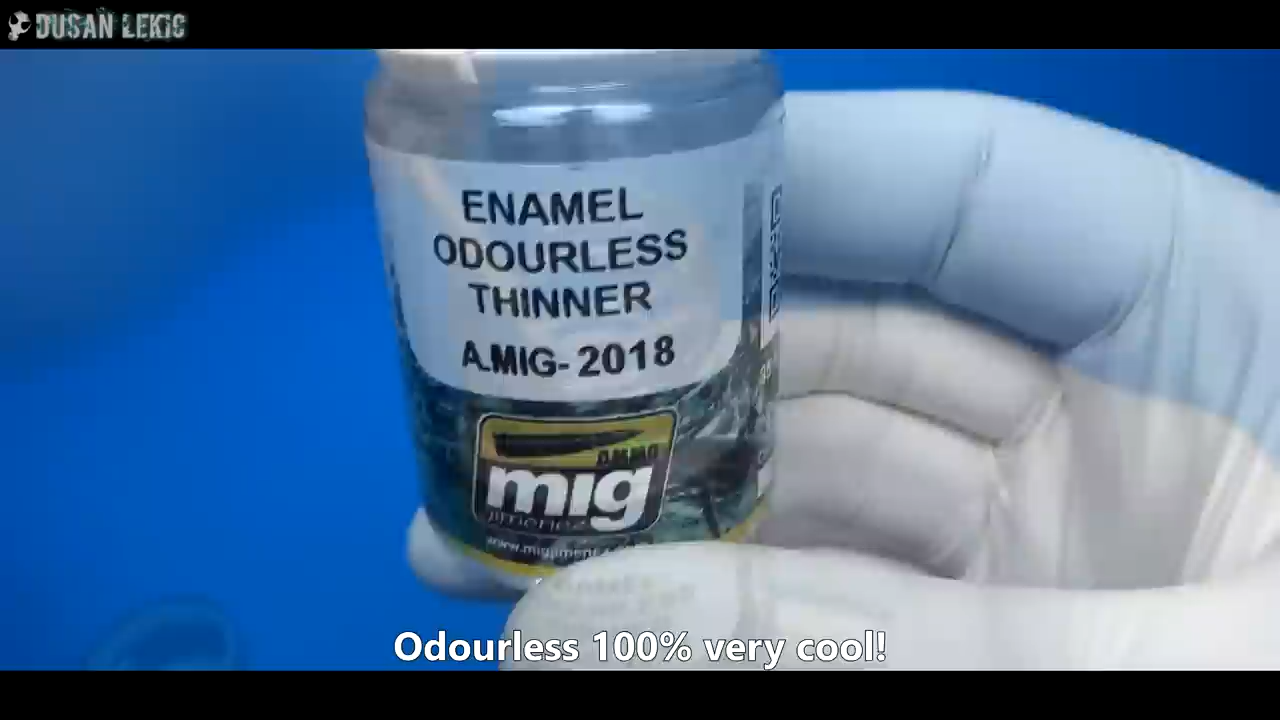 DUSAN LEKIC
ENAMEL
ODOURLESS
THINNER
A.MIG- 2018
AMMO
mig
jimenez
Odourless 100% very cool!